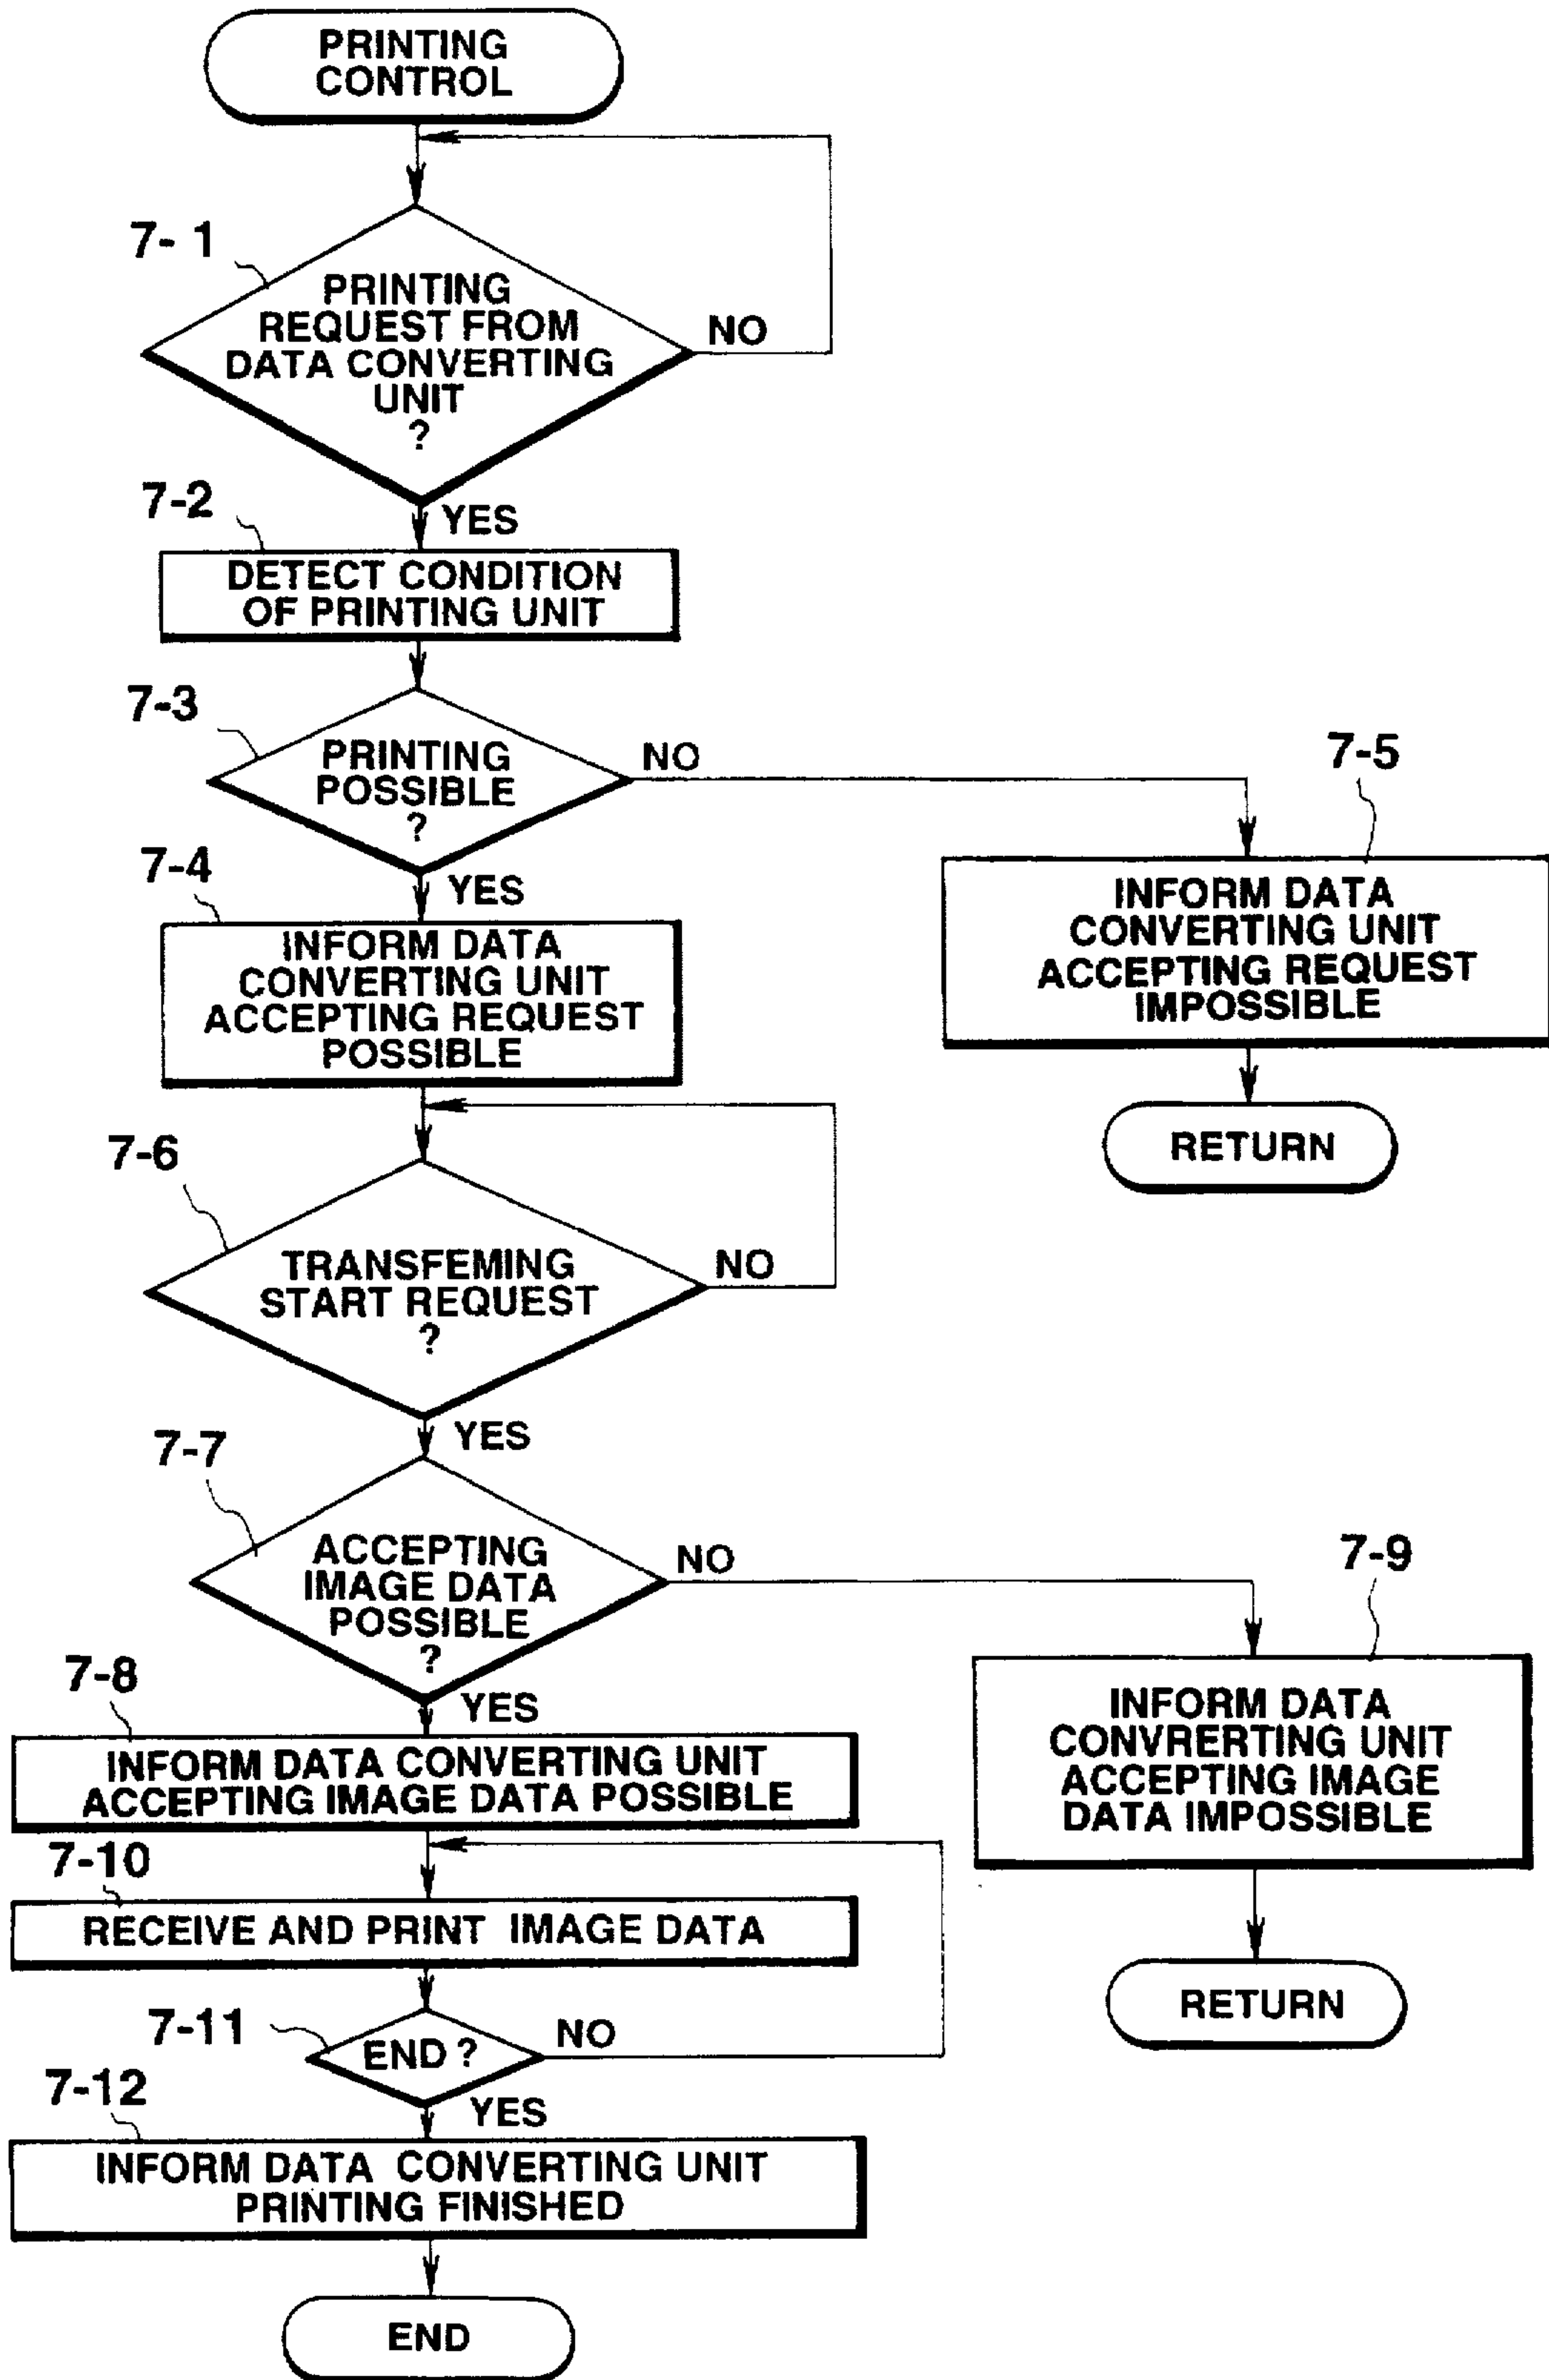 PRINTING
CONTROL
7- 1
PRINTING
REQUEST FROM
DATA CONVERTING
UNIT
?
NO
YES
7-2
DETECT CONDITION
OF PRINTING UNIT
7-3
PRINTING
POSSIBLE
?
NO
YES
7-5
INFORM DATA
CONVERTING UNIT
ACCEPTING REQUEST
IMPOSSIBLE
RETURN
7-4
INFORM DATA
CONVERTING UNIT
ACCEPTING REQUEST
POSSIBLE
7-6
TRANSFEMING
START REQUEST
?
NO
YES
7-7
ACCEPTING
IMAGE DATA
POSSIBLE
?
NO
YES
7-9
INFORM DATA
CONVRERTING UNIT
ACCEPTING IMAGE
DATA IMPOSSIBLE
RETURN
7-8
INFORM DATA CONVERTING UNIT
ACCEPTING IMAGE DATA POSSIBLE
7-10
RECEIVE AND PRINT IMAGE DATA
7-11
END ?
NO
YES
7-12
INFORM DATA CONVERTING UNIT
PRINTING FINISHED
END